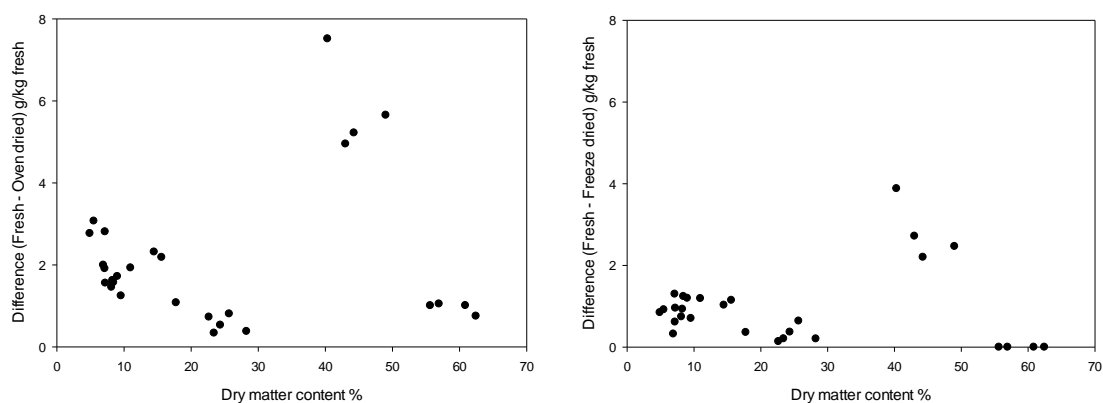 Difference (Fresh - Oven dried) g/kg fresh
8
6
4
2
0
0 10 20 30 40 50 60 70
Dry matter content %
Difference (Fresh - Freeze dried) g/kg fresh
8
6
4
2
0
0 10 20 30 40 50 60 70
Dry matter content %